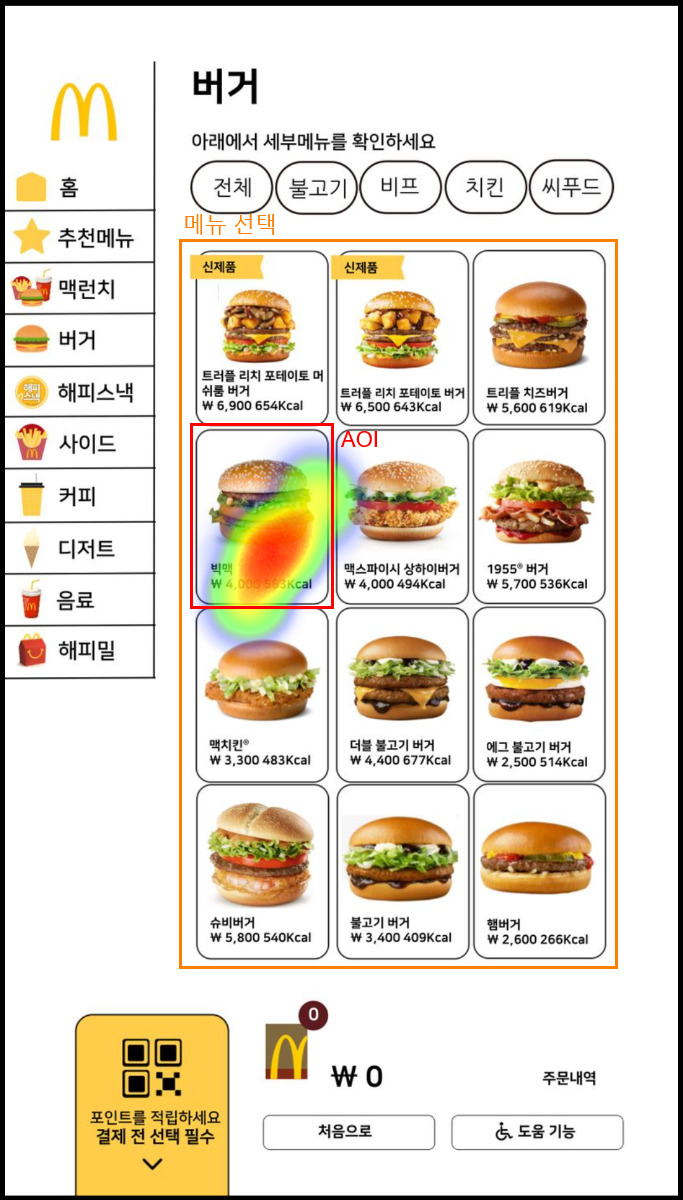 버거
아래에서 세부메뉴를 확인하세요
전체
불고기
비프
치킨
씨푸드
홈
추천메뉴
맥런치
버거
해피
스낵
해피스낵
사이드
커피
디저트
음료
해피밀
메뉴 선택
신제품
트러플 리치 포테이토 머
쉬룸 버거
₩ 6,900 654Kcal
신제품
트러플 리치 포테이토 버거
₩ 6,500 643Kcal
트리플 치즈버거
₩ 5,600 619Kcal
AOI
빅맥
₩ 4,000 583Kcal
맥스파이시 상하이버거
₩ 4,000 494Kcal
1955® 버거
₩ 5,700 536Kcal
맥치킨®
₩ 3,300 483Kcal
더블 불고기 버거
₩ 4,400 677Kcal
에그 불고기 버거
₩ 2,500 514Kcal
슈비버거
₩ 5,800 540Kcal
불고기 버거
₩ 3,400 409Kcal
햄버거
₩ 2,600 266Kcal
포인트를 적립하세요
결제 전 선택 필수
0
₩ 0
주문내역
처음으로
도움 기능